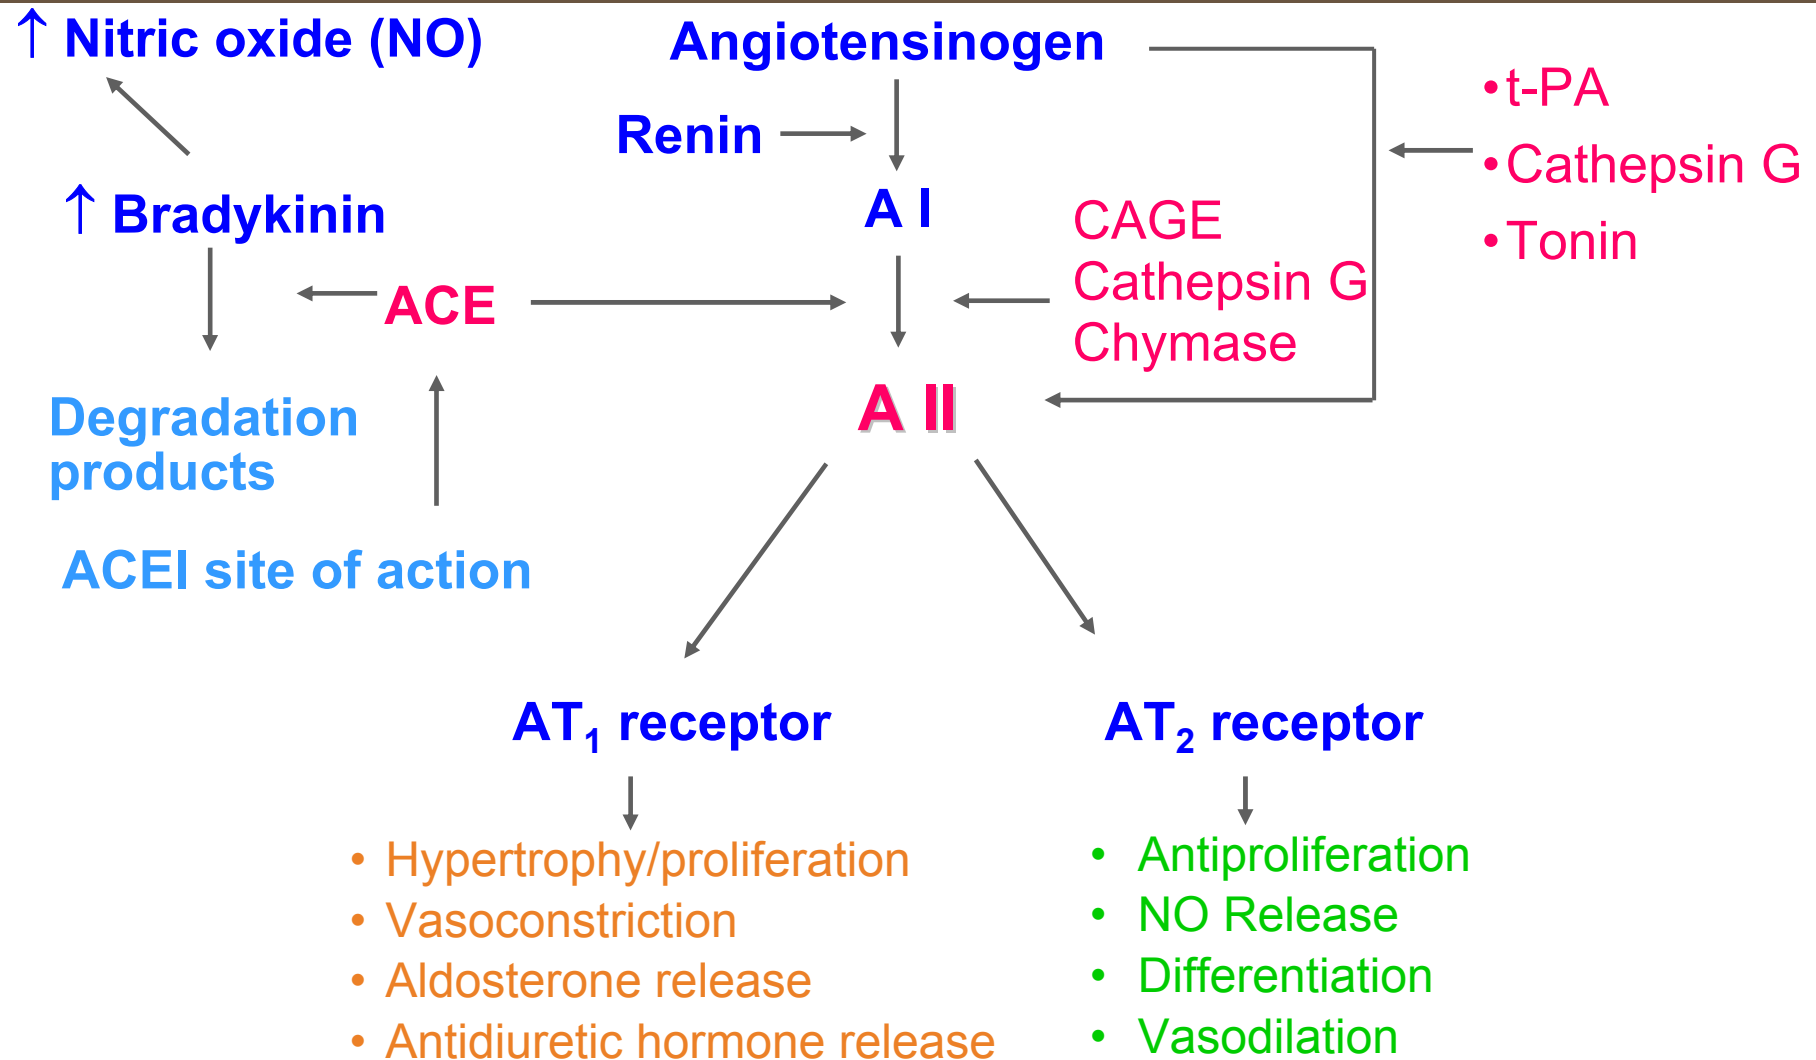 ↑ Nitric oxide (NO)
Angiotensinogen
• t-PA
Renin
• Cathepsin G
↑ Bradykinin
A I
CAGE
• Tonin
Cathepsin G
ACE
Chymase
Degradation
products
A II
ACEI site of action
AT₁ receptor
• Hypertrophy/proliferation
• Vasoconstriction
• Aldosterone release
• Antidiuretic hormone release
AT₂ receptor
• Antiproliferation
• NO Release
• Differentiation
• Vasodilation